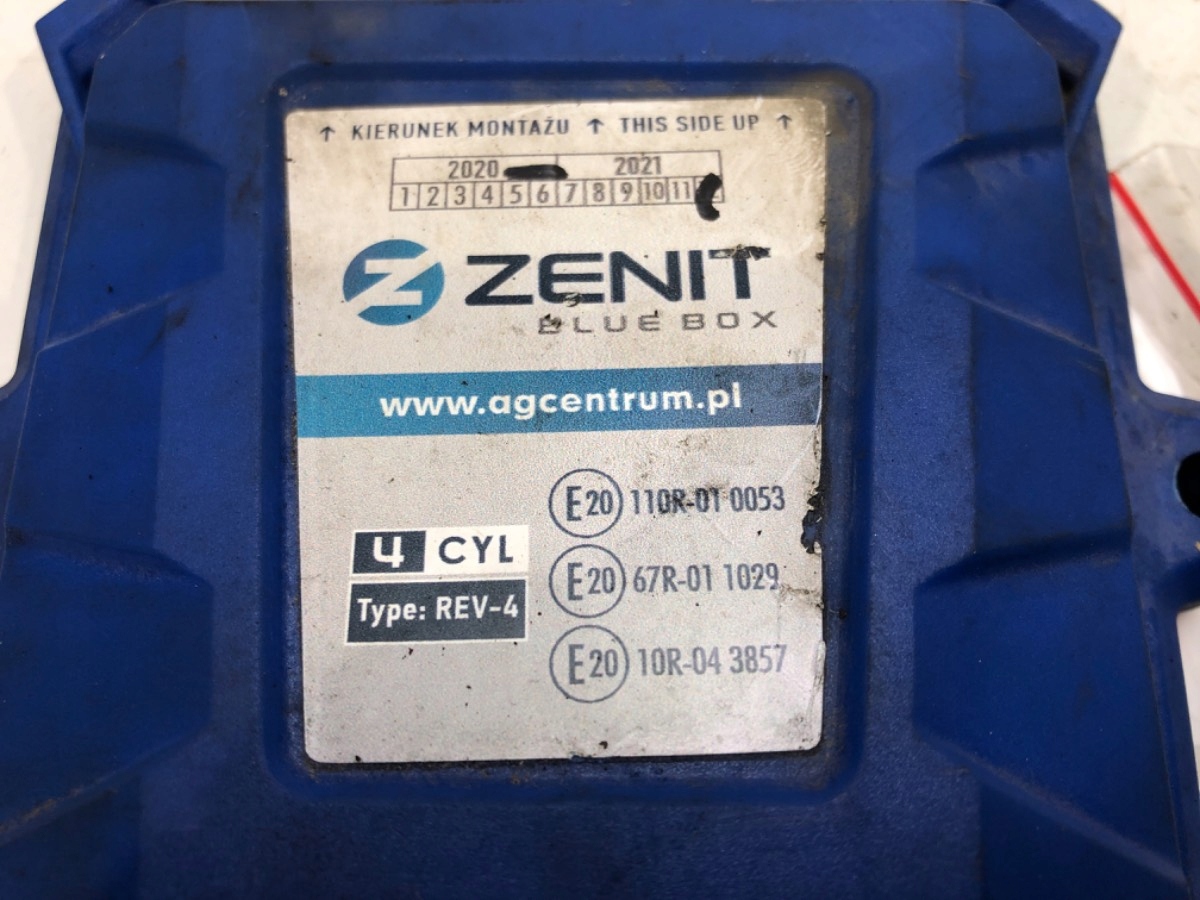 ↑ KIERUNEK MONTAŻU ↑ THIS SIDE UP ↑
2020 2021
1 2 3 4 5 6 7 8 9 10 11
Z ZENIT
BLUE BOX
www.agcentrum.pl
E20 110R-01 0053
4 CYL
E20 67R-01 1029
Type: REV-4
E20 10R-04 3857